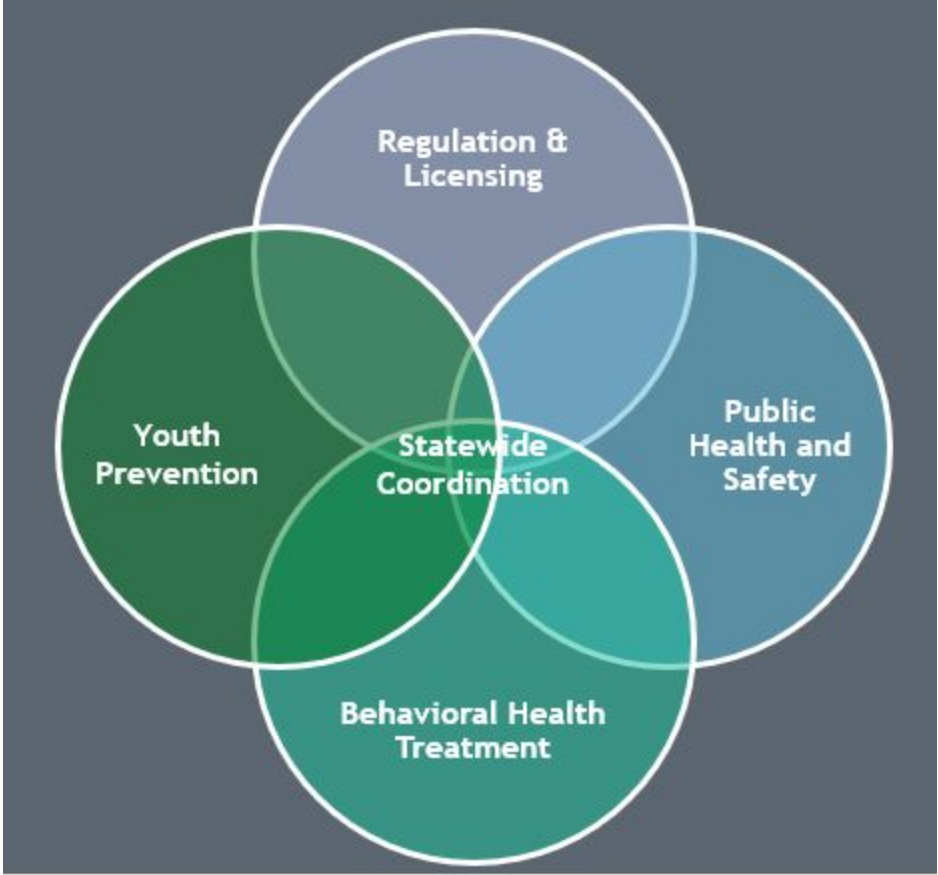 Regulation &
Licensing
Youth
Prevention
Statewide
Coordination
Public
Health and
Safety
Behavioral Health
Treatment